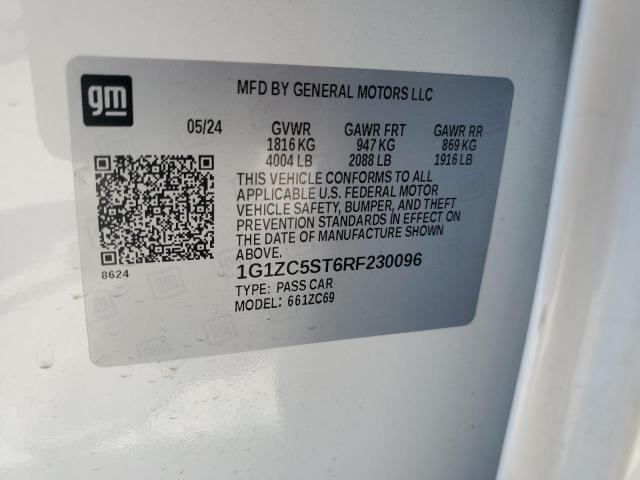 gm
MFD BY GENERAL MOTORS LLC
05/24 GVWR GAWR FRT GAWR RR
1816 KG 947 KG 869 KG
4004 LB 2088 LB 1916 LB
THIS VEHICLE CONFORMS TO ALL
APPLICABLE U.S. FEDERAL MOTOR
VEHICLE SAFETY, BUMPER, AND THEFT
PREVENTION STANDARDS IN EFFECT ON
THE DATE OF MANUFACTURE SHOWN
ABOVE.
8624
1G1ZC5ST6RF230096
TYPE: PASS CAR
MODEL: 661ZC69